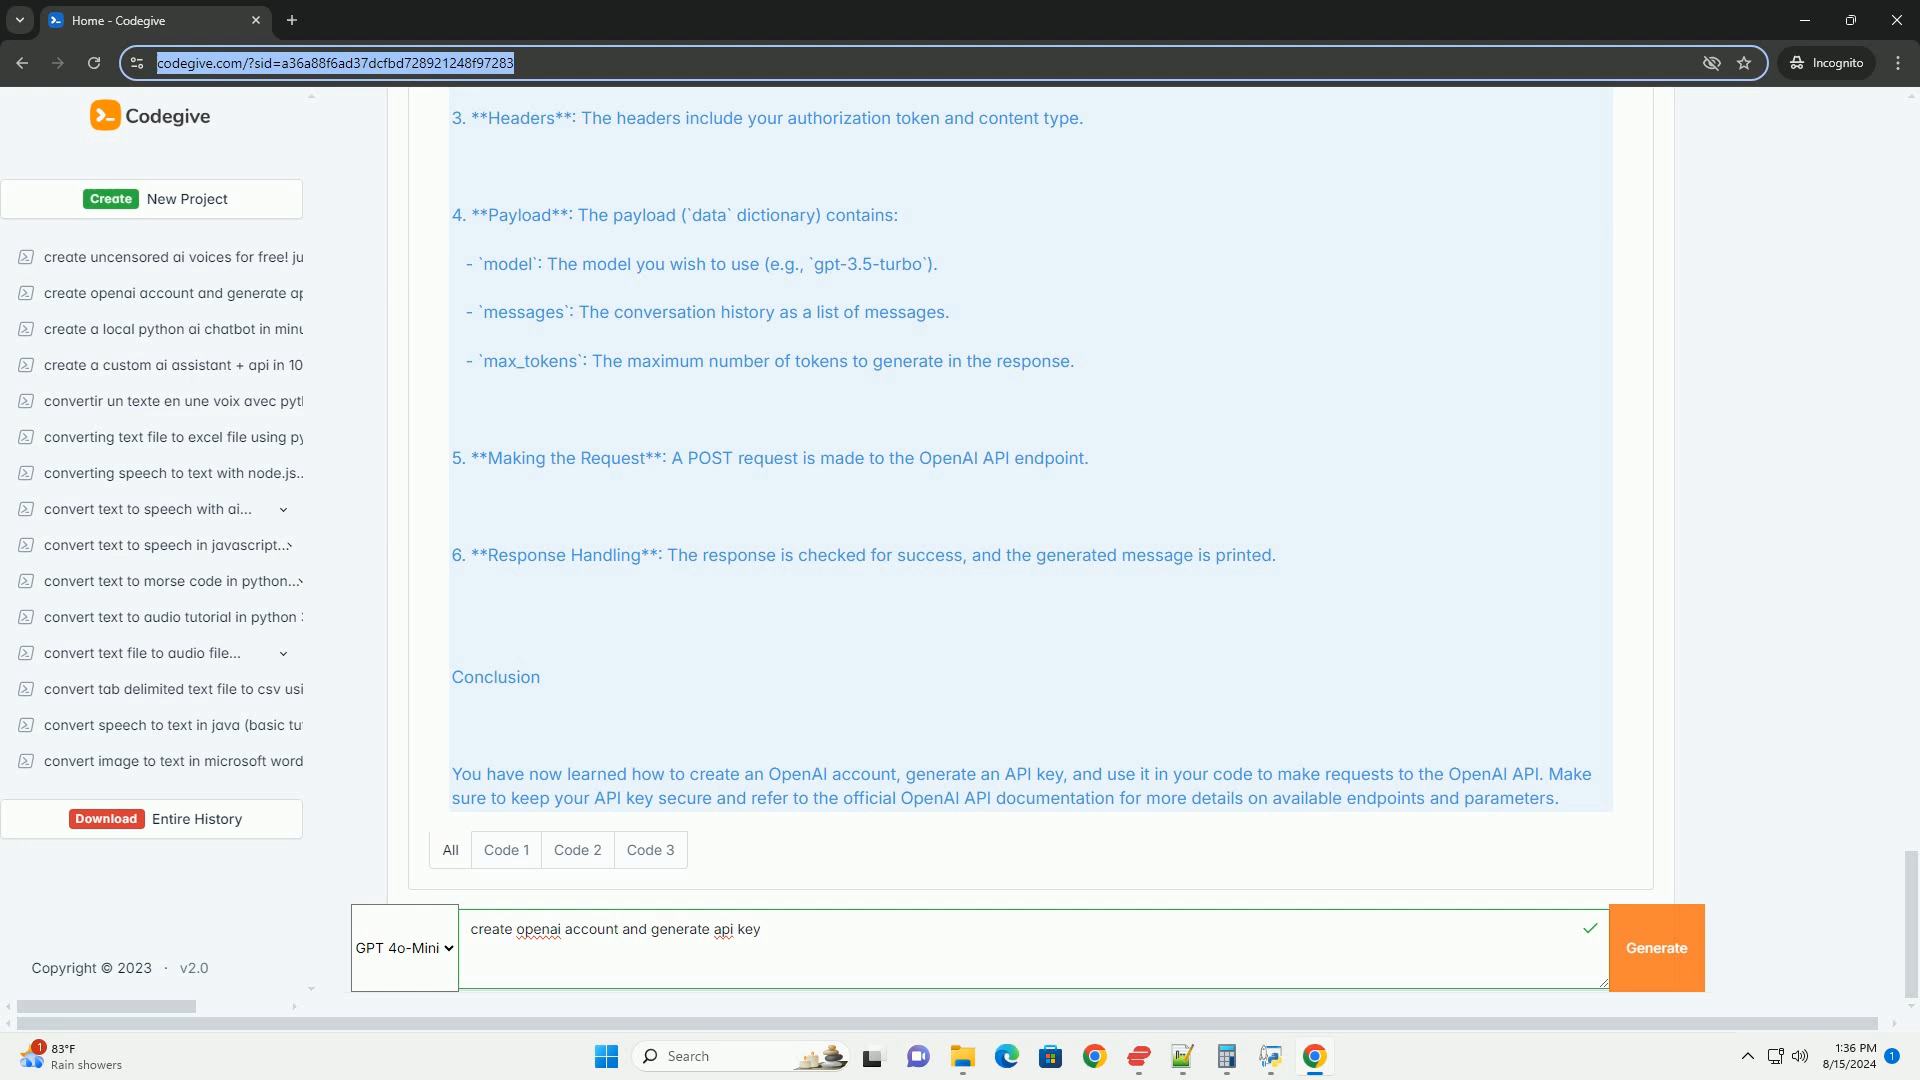 Home - Codegive
codegive.com/?sid=a36a88f6ad37dcfbd728921248f97283
Incognito
Codegive
Create New Project
create uncensored ai voices for free! ju
create openai account and generate ap
create a local python ai chatbot in minu
create a custom ai assistant + api in 10
convertir un texte en une voix avec pyt
converting text file to excel file using py
converting speech to text with node.js..
convert text to speech with ai...
convert text to speech in javascript...
convert text to morse code in python...
convert text to audio tutorial in python 3
convert text file to audio file...
convert tab delimited text file to csv usi
convert speech to text in java (basic tu
convert image to text in microsoft word
Download Entire History
Copyright © 2023 · v2.0
3. **Headers**: The headers include your authorization token and content type.
4. **Payload**: The payload (`data` dictionary) contains:
- `model`: The model you wish to use (e.g., `gpt-3.5-turbo`).
- `messages`: The conversation history as a list of messages.
- `max_tokens`: The maximum number of tokens to generate in the response.
5. **Making the Request**: A POST request is made to the OpenAI API endpoint.
6. **Response Handling**: The response is checked for success, and the generated message is printed.
Conclusion
You have now learned how to create an OpenAI account, generate an API key, and use it in your code to make requests to the OpenAI API. Make
sure to keep your API key secure and refer to the official OpenAI API documentation for more details on available endpoints and parameters.
All Code 1 Code 2 Code 3
GPT 4o-Mini
create openai account and generate api key
Generate
1
83°F
Rain showers
Search
1:36 PM
8/15/2024
1